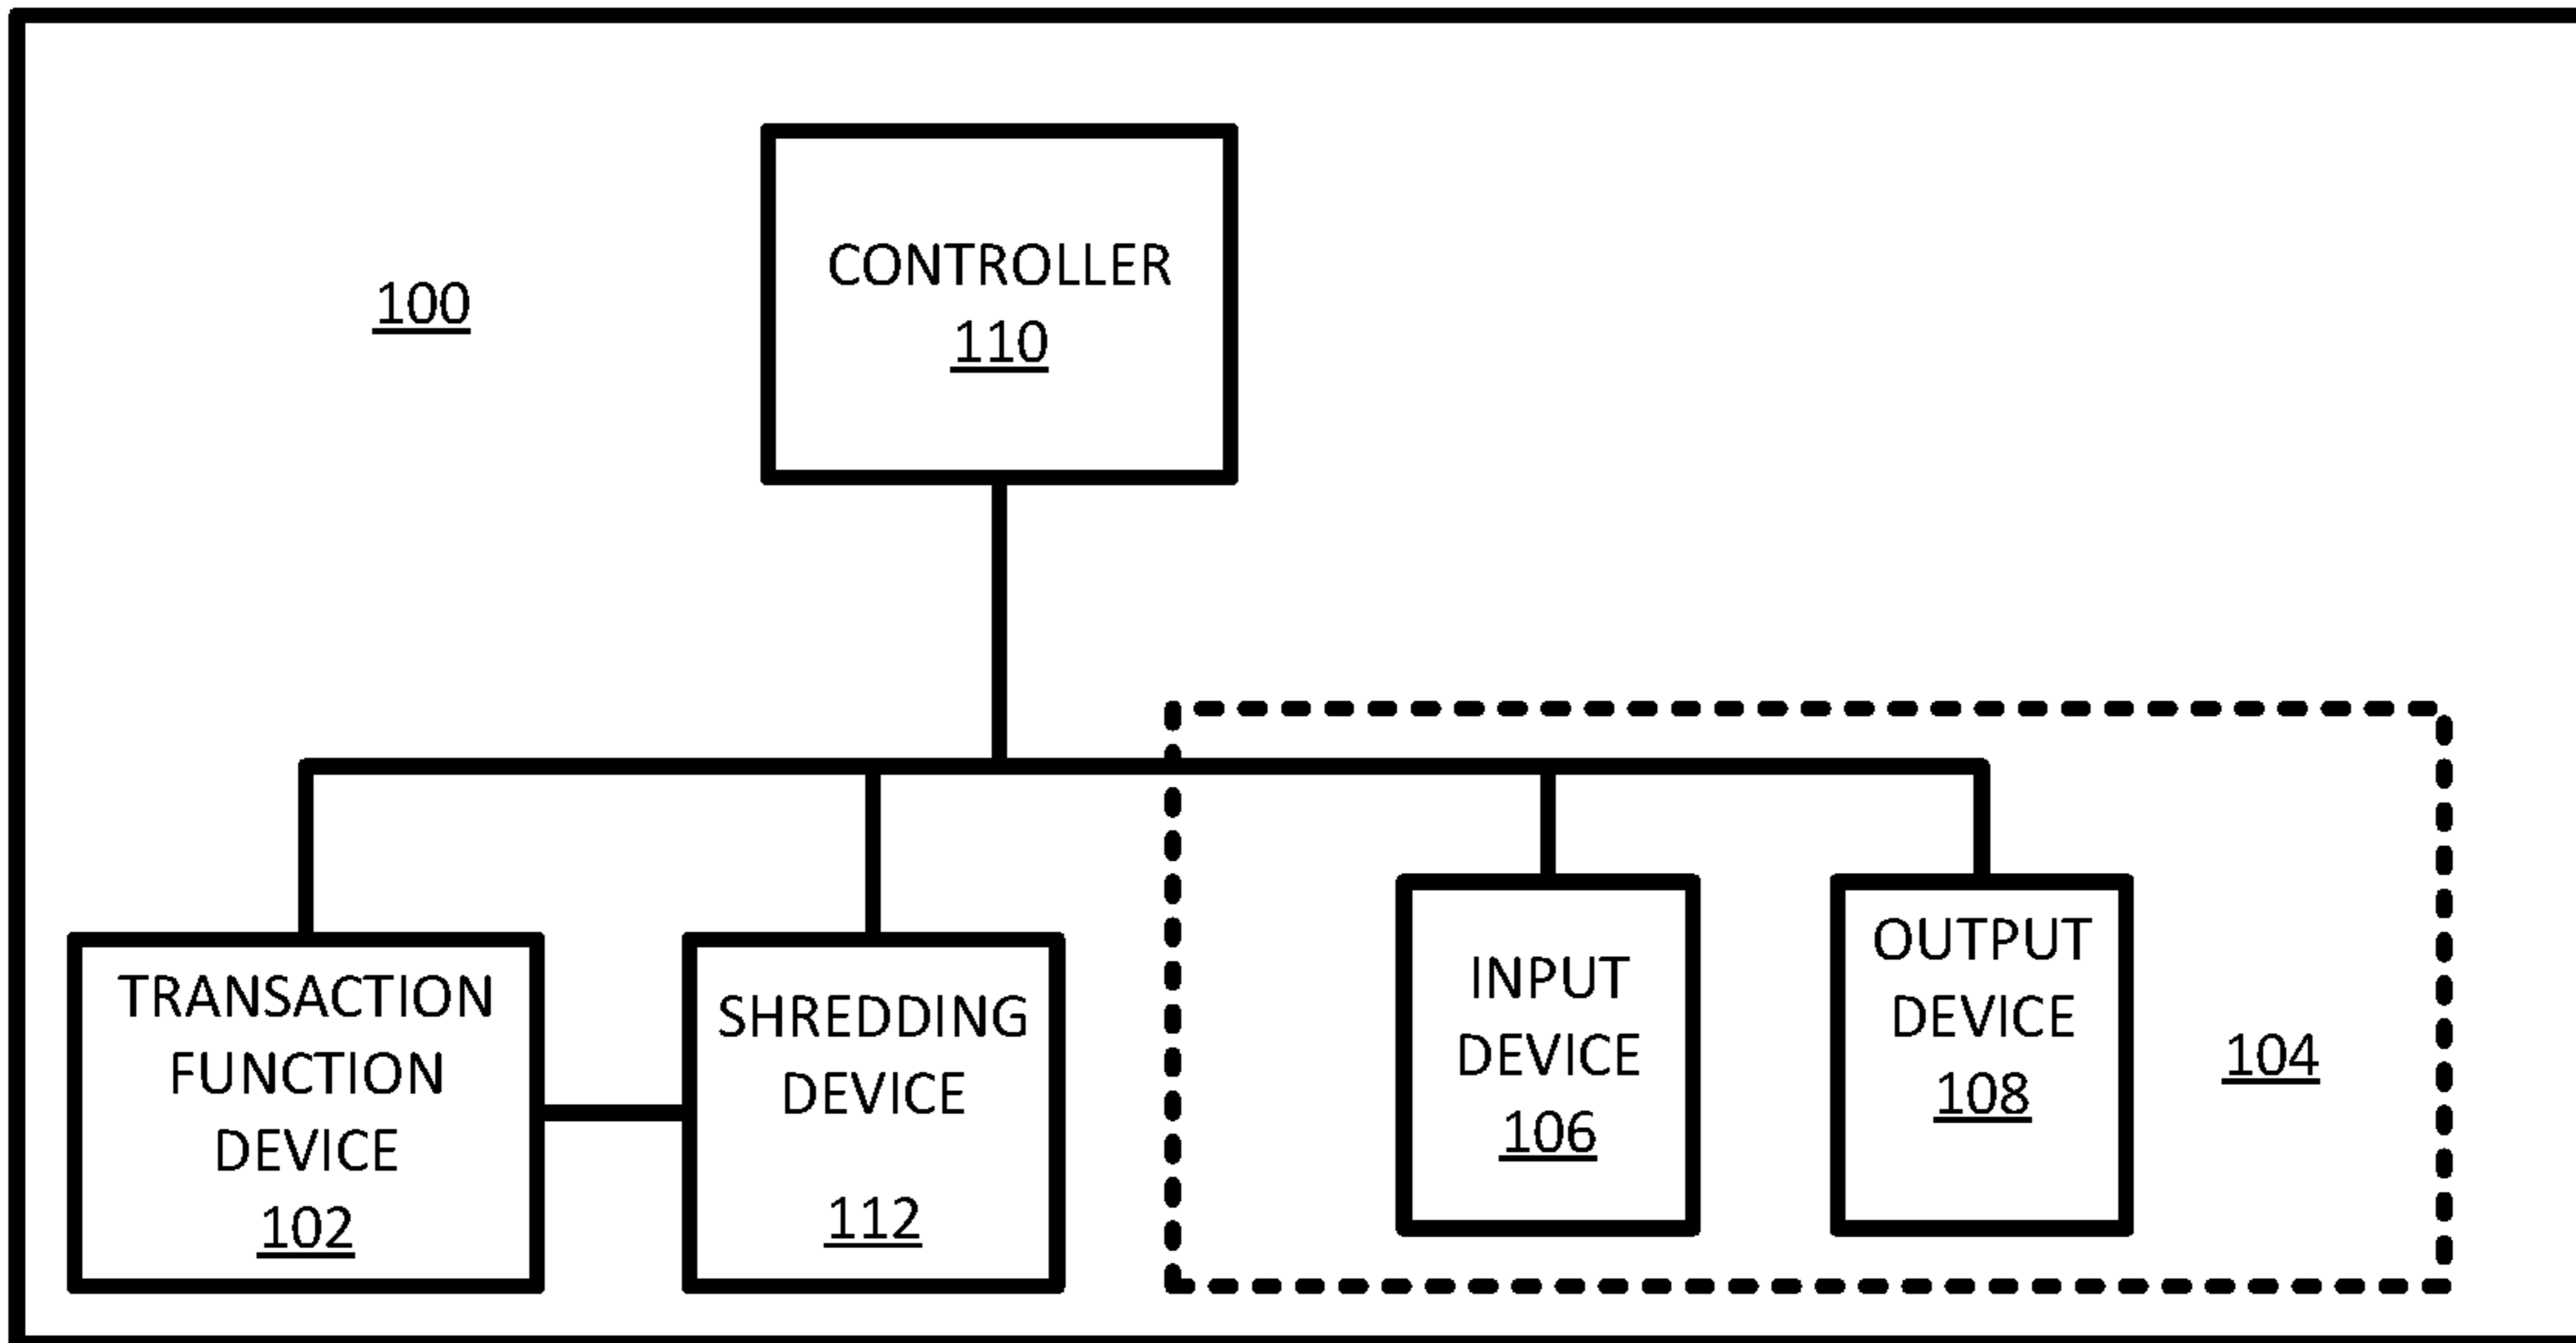 100
CONTROLLER
110
TRANSACTION
FUNCTION
DEVICE
102
SHREDDING
DEVICE
112
INPUT
DEVICE
106
OUTPUT
DEVICE
108
104